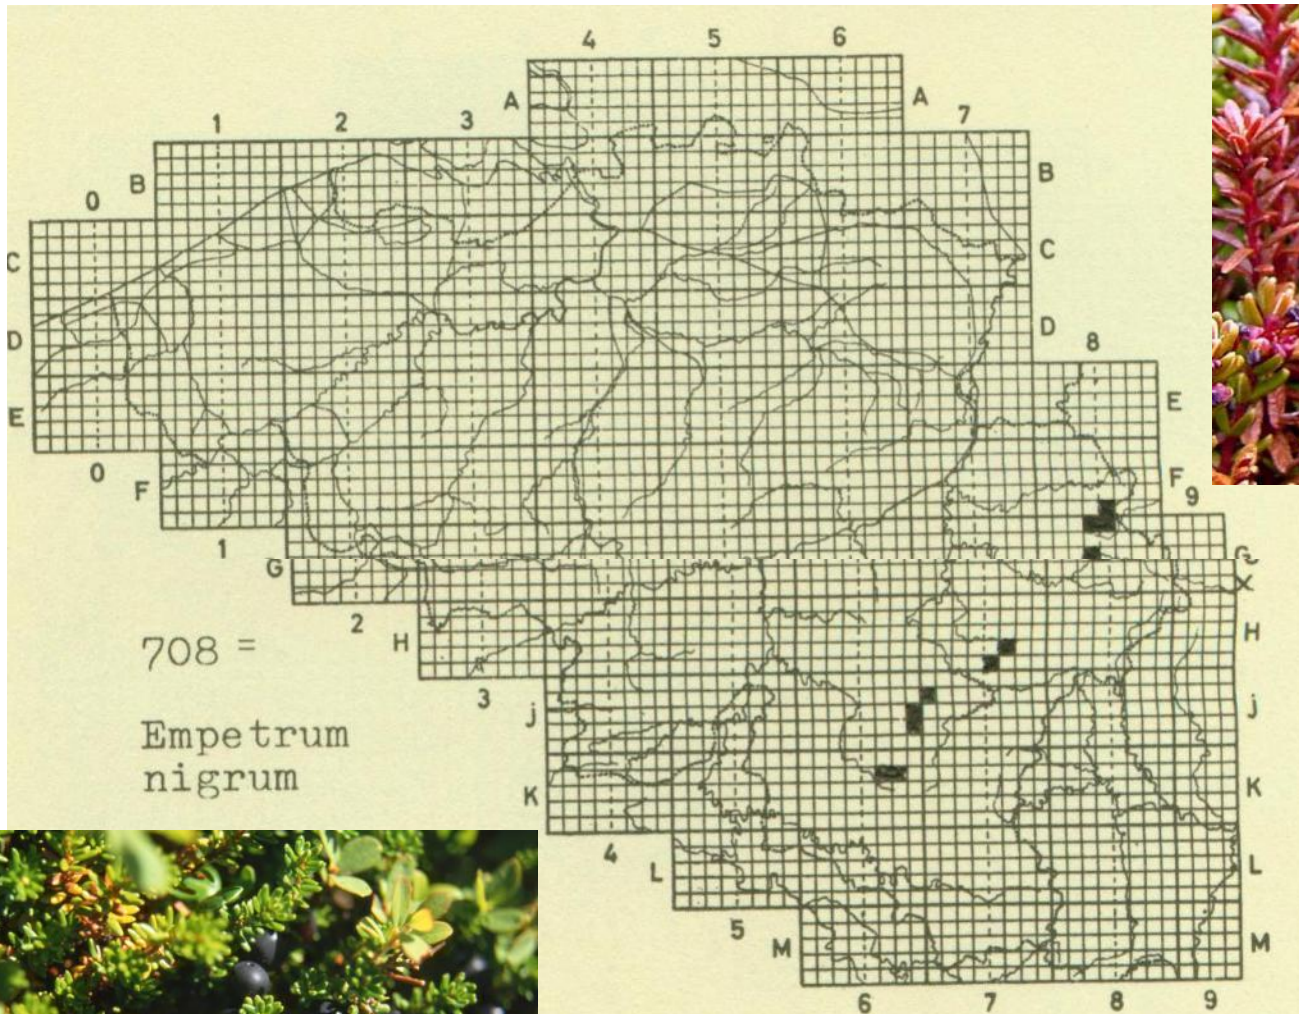 4 5 6
A A
1 2 3 7
B B
0
C C
D D
8
E E
F F
9
0
1
G G
X
2
H H
708 =
3
j j
Empetrum
nigrum
K K
4
L L
5
M M
6 7 8 9